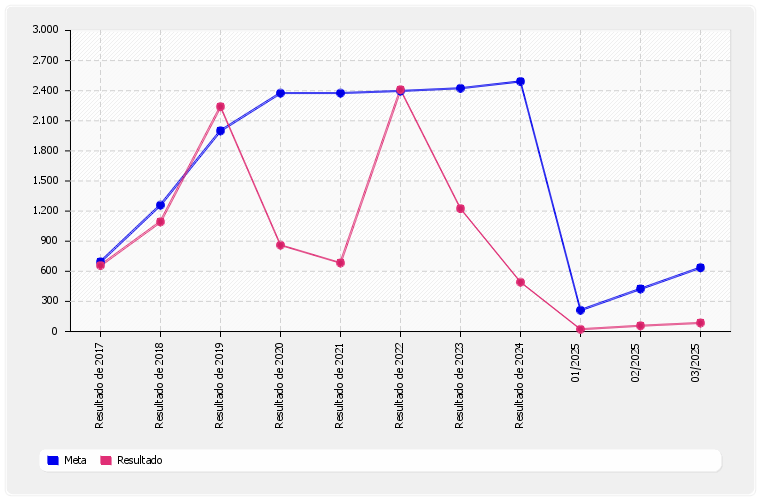 3.000
2.700
2.400
2.100
1.800
1.500
1.200
900
600
300
0
Resultado de 2017
Resultado de 2018
Resultado de 2019
Resultado de 2020
Resultado de 2021
Resultado de 2022
Resultado de 2023
Resultado de 2024
01/2025
02/2025
03/2025
Meta Resultado